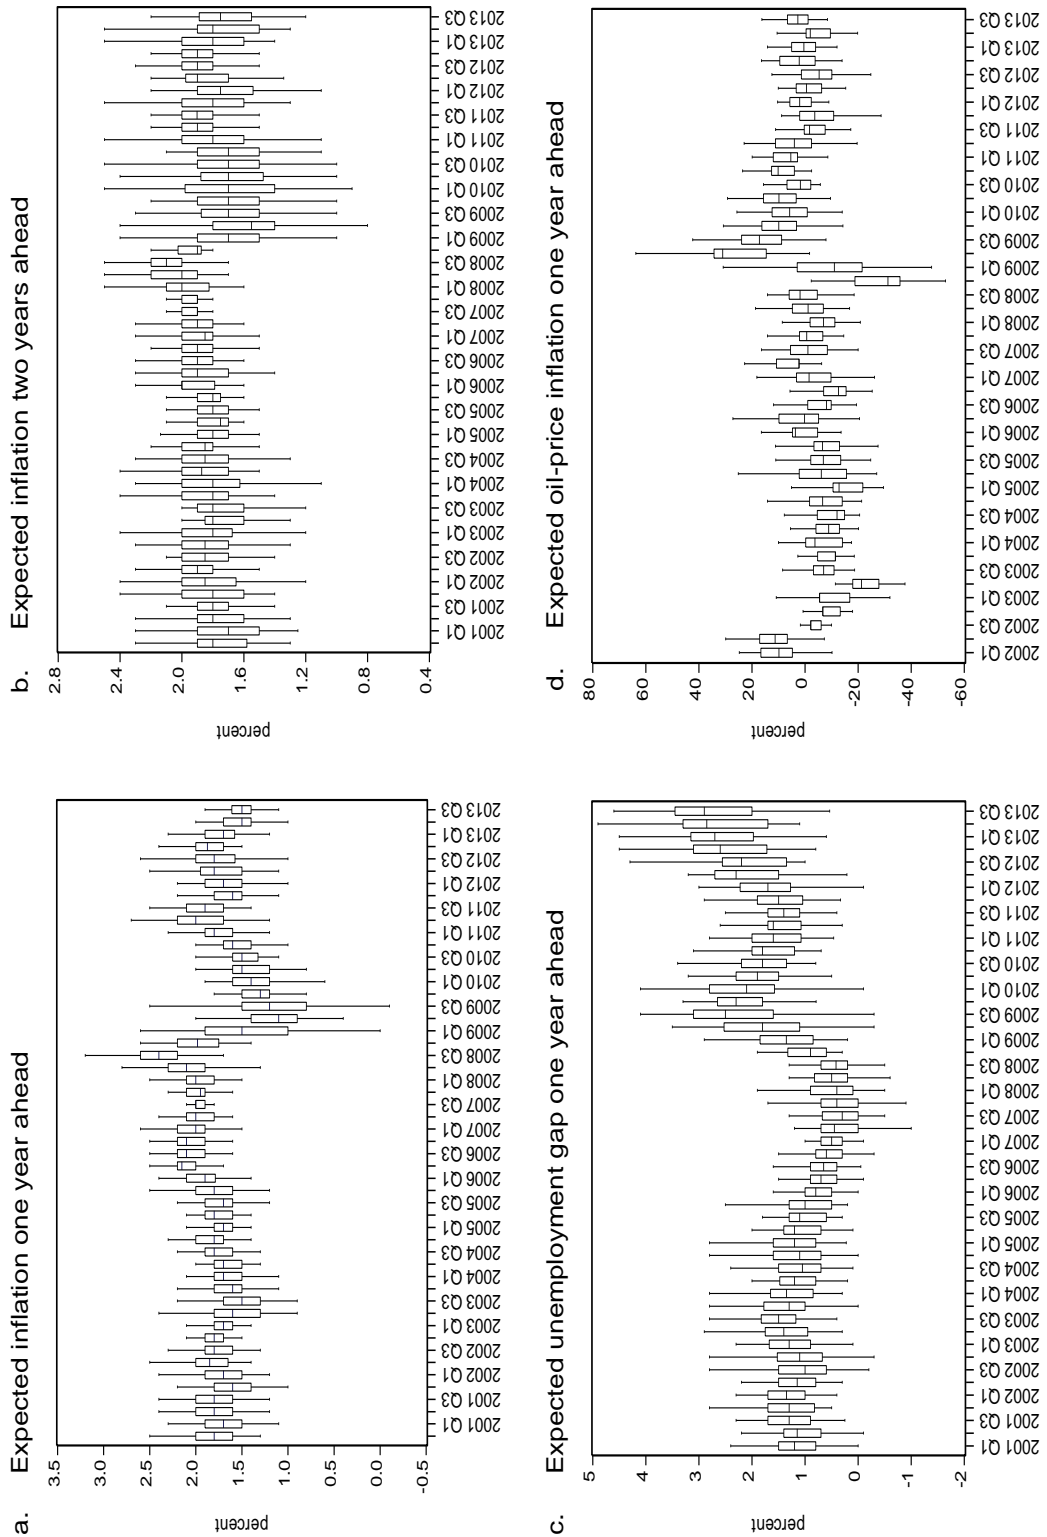 a. Expected inflation one year ahead
3.5
3.0
2.5
2.0
1.5
1.0
0.5
0.0
-0.5
percent
2001 Q1
2001 Q3
2002 Q1
2002 Q3
2003 Q1
2003 Q3
2004 Q1
2004 Q3
2005 Q1
2005 Q3
2006 Q1
2006 Q3
2007 Q1
2007 Q3
2008 Q1
2008 Q3
2009 Q1
2009 Q3
2010 Q1
2010 Q3
2011 Q1
2011 Q3
2012 Q1
2012 Q3
2013 Q1
2013 Q3
b. Expected inflation two years ahead
2.8
2.4
2.0
1.6
1.2
0.8
0.4
percent
2001 Q1
2001 Q3
2002 Q1
2002 Q3
2003 Q1
2003 Q3
2004 Q1
2004 Q3
2005 Q1
2005 Q3
2006 Q1
2006 Q3
2007 Q1
2007 Q3
2008 Q1
2008 Q3
2009 Q1
2009 Q3
2010 Q1
2010 Q3
2011 Q1
2011 Q3
2012 Q1
2012 Q3
2013 Q1
2013 Q3
c. Expected unemployment gap one year ahead
5
4
3
2
1
0
-1
-2
percent
2001 Q1
2001 Q3
2002 Q1
2002 Q3
2003 Q1
2003 Q3
2004 Q1
2004 Q3
2005 Q1
2005 Q3
2006 Q1
2006 Q3
2007 Q1
2007 Q3
2008 Q1
2008 Q3
2009 Q1
2009 Q3
2010 Q1
2010 Q3
2011 Q1
2011 Q3
2012 Q1
2012 Q3
2013 Q1
2013 Q3
d. Expected oil-price inflation one year ahead
80
60
40
20
0
-20
-40
-60
percent
2002 Q1
2002 Q3
2003 Q1
2003 Q3
2004 Q1
2004 Q3
2005 Q1
2005 Q3
2006 Q1
2006 Q3
2007 Q1
2007 Q3
2008 Q1
2008 Q3
2009 Q1
2009 Q3
2010 Q1
2010 Q3
2011 Q1
2011 Q3
2012 Q1
2012 Q3
2013 Q1
2013 Q3